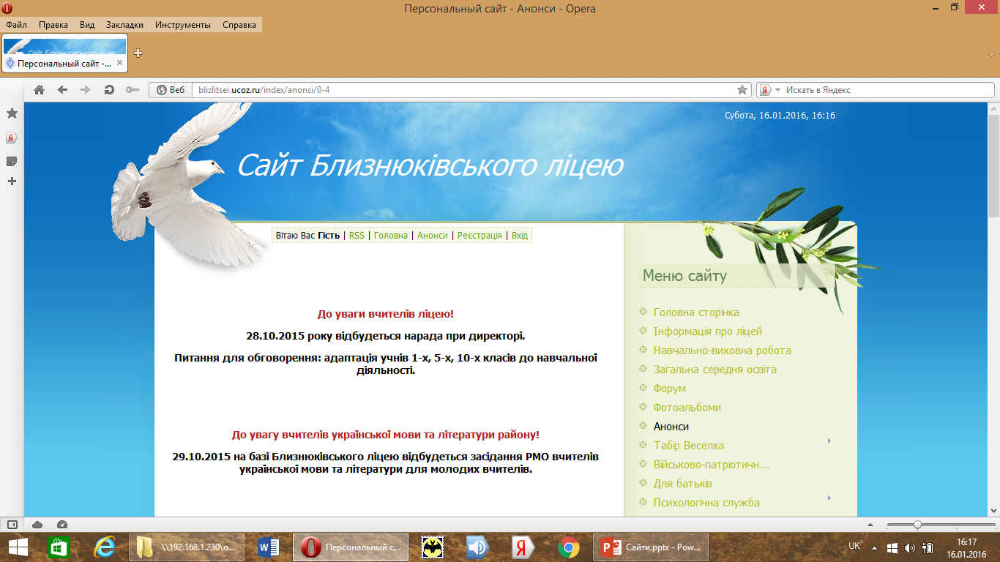 Персональный сайт - Анонси - Opera
Файл Правка Вид Закладки Инструменты Справка
Сайт Близнюківського ліцею
Персональный сайт -...
Веб blizlitsei.ucoz.ru/index/anonsi/0-4 Искать в Яндекс
Субота, 16.01.2016, 16:16
Сайт Близнюківського ліцею
Вітаю Вас Гість | RSS | Головна | Анонси | Реєстрація | Вхід
До уваги вчителів ліцею!
28.10.2015 року відбудеться нарада при директорі.
Питання для обговорення: адаптація учнів 1-х, 5-х, 10-х класів до навчальної
діяльності.
До увагу вчителів української мови та літератури району!
29.10.2015 на базі Близнюківського ліцею відбудеться засідання РМО вчителів
української мови та літератури для молодих вчителів.
Меню сайту
Головна сторінка
Інформація про ліцей
Навчально-виховна робота
Загальна середня освіта
Форум
Фотоальбоми
Анонси
Табір Веселка
Військово-патріотичн...
Для батьків
Психологічна служба
\\192.168.1.230\о...
Персональный с...
Сайти.pptx - Pow...
UK
16:17
16.01.2016